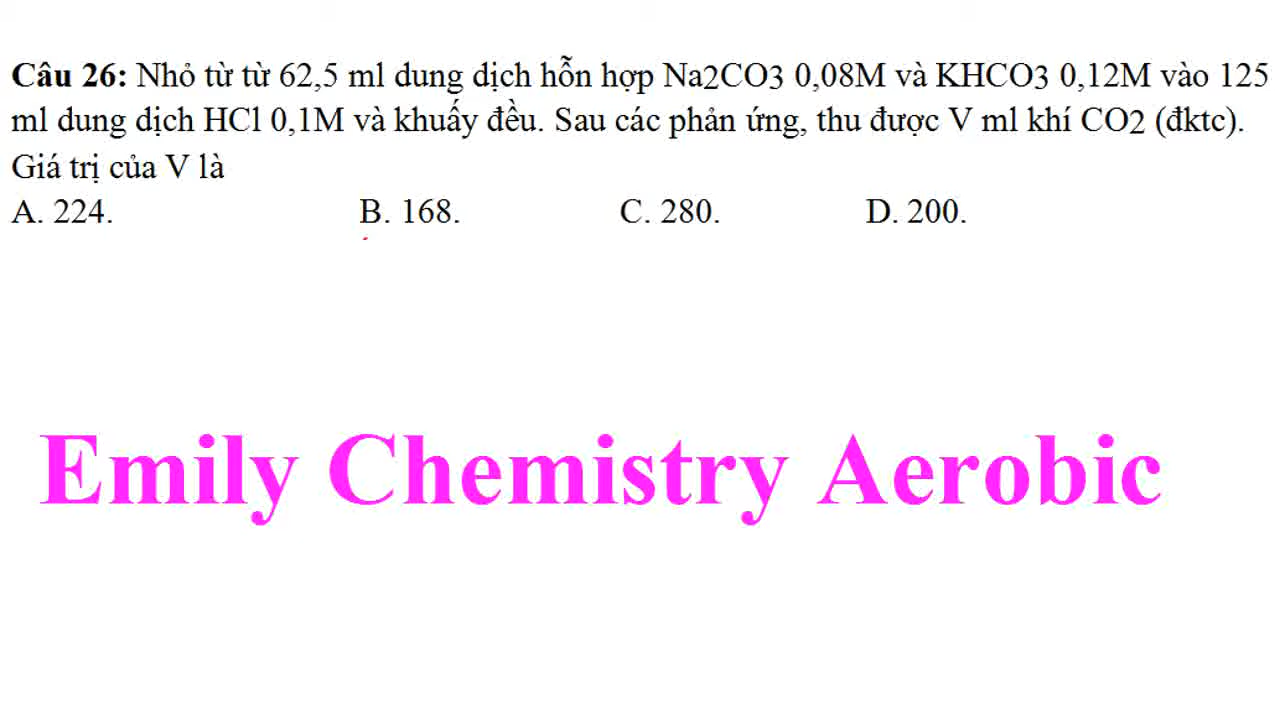 Câu 26: Nhỏ từ từ 62,5 ml dung dịch hỗn hợp Na2CO3 0,08M và KHCO3 0,12M vào 125
ml dung dịch HCl 0,1M và khuấy đều. Sau các phản ứng, thu được V ml khí CO2 (đktc).
Giá trị của V là
A. 224. B. 168. C. 280. D. 200.
Emily Chemistry Aerobic